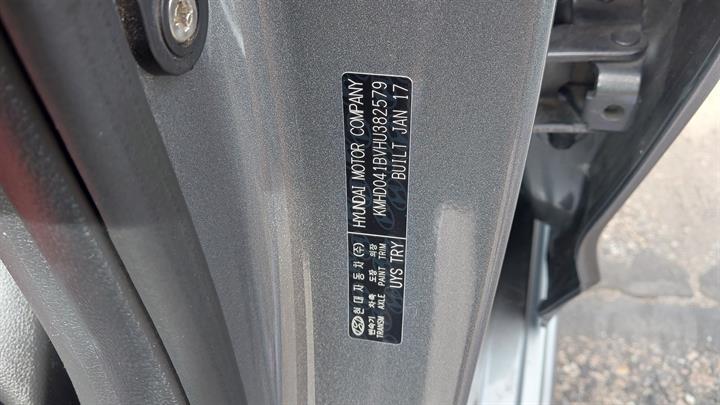 HYUNDAI MOTOR COMPANY
KMHD041BVHU382579
BUILT JAN 17
현대자동차(주)
변속기 차축 도장 의장
TRANSM AXLE PAINT TRIM
UYS TRY